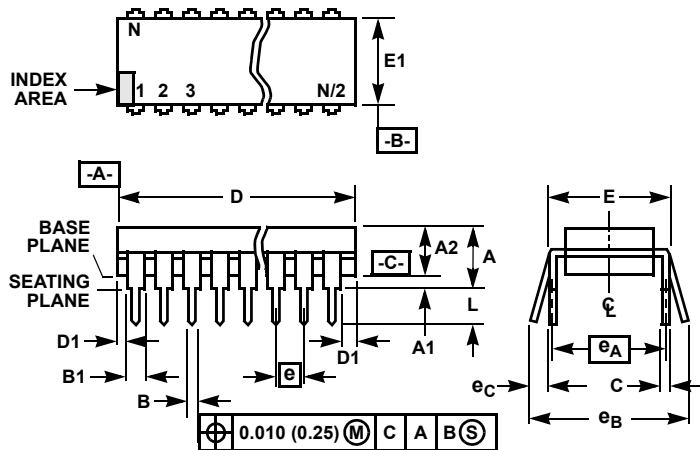 N
INDEX
AREA
1 2 3 N/2
E1
-B-
-A-
D
E
BASE
PLANE
SEATING
PLANE
A2
A
-C-
L
D1
B1
B
e
D1
A1
℄
eA
eC
C
eB
⌖ 0.010 (0.25) Ⓜ C A B Ⓢ